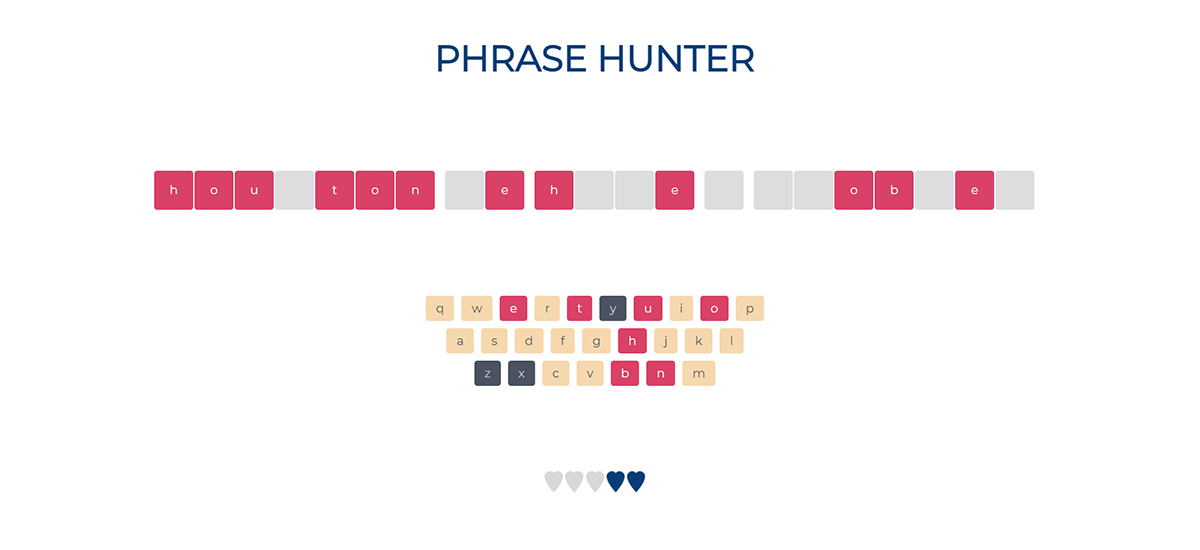 PHRASE HUNTER
h o u t o n e h e o b e
q w e r t y u i o p
a s d f g h j k l
z x c v b n m